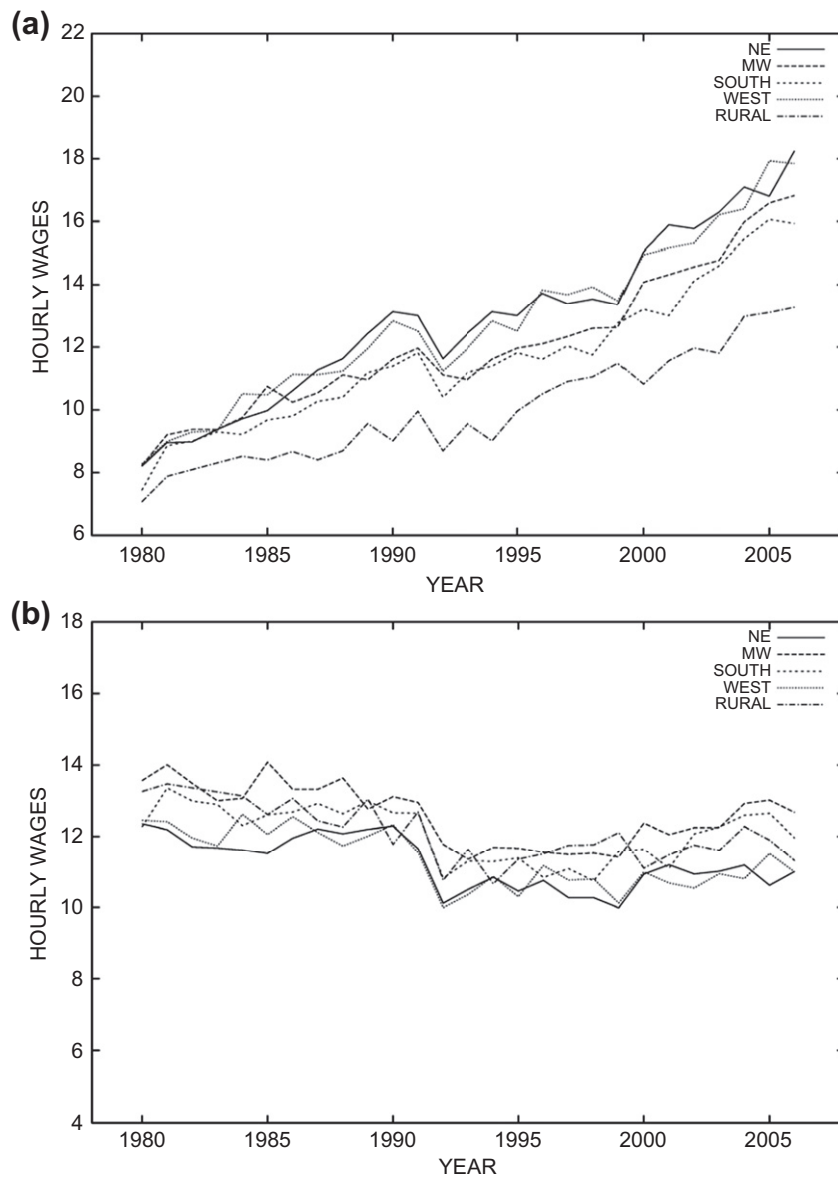 (a)
22
20
18
16
14
12
10
8
6
HOURLY WAGES
NE
MW
SOUTH
WEST
RURAL
1980 1985 1990 1995 2000 2005
YEAR
(b)
18
16
14
12
10
8
6
4
HOURLY WAGES
NE
MW
SOUTH
WEST
RURAL
1980 1985 1990 1995 2000 2005
YEAR